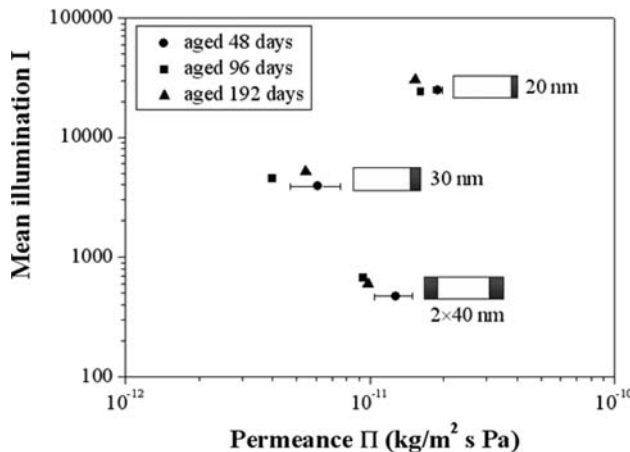 100000
10000
1000
100
Mean illumination I
aged 48 days
aged 96 days
aged 192 days
20 nm
30 nm
2×40 nm
10⁻¹²
10⁻¹¹
10⁻¹⁰
Permeance Π (kg/m² s Pa)